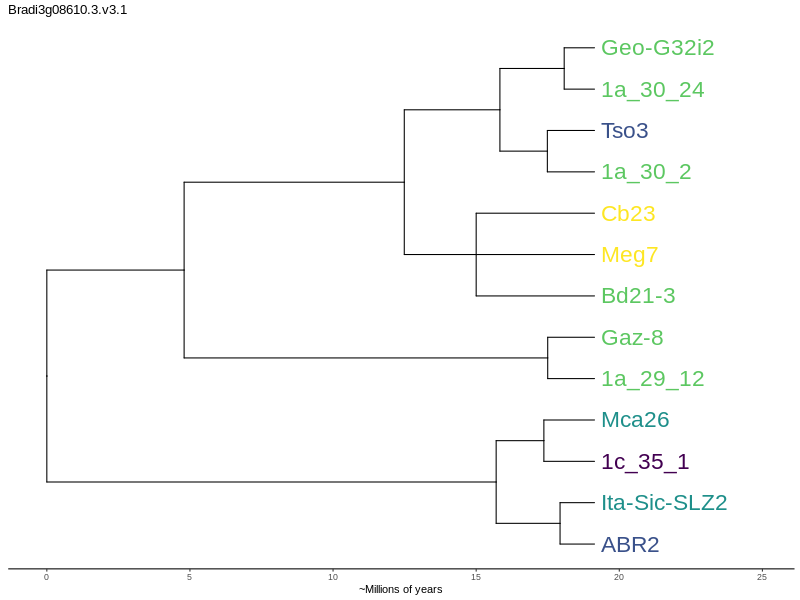 Bradi3g08610.3.v3.1
Geo-G32i2
1a_30_24
Tso3
1a_30_2
Cb23
Meg7
Bd21-3
Gaz-8
1a_29_12
Mca26
1c_35_1
Ita-Sic-SLZ2
ABR2
0 5 10 15 20 25
~Millions of years